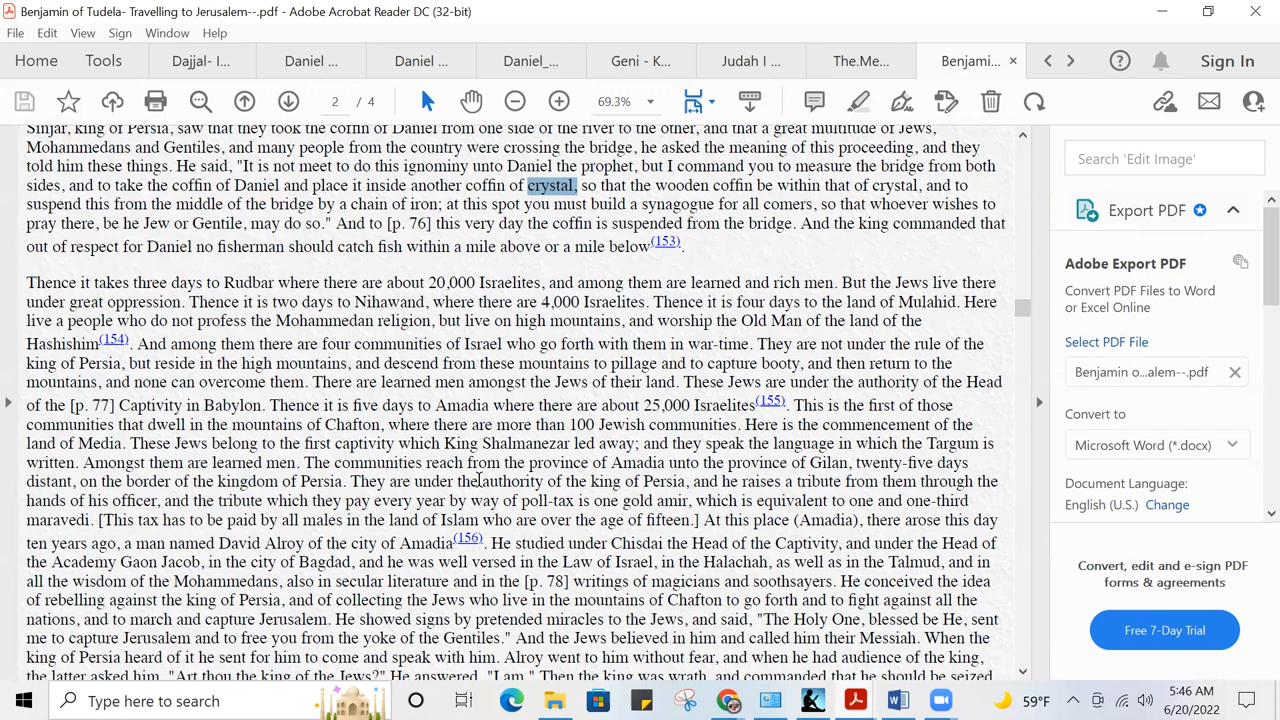 Benjamin of Tudela- Travelling to Jerusalem--.pdf - Adobe Acrobat Reader DC (32-bit)
File Edit View Sign Window Help
Home Tools Dajjal- I... Daniel ... Daniel ... Daniel_... Geni - K... Judah I ... The.Me... Benjami... Sign In
2 / 4 69.3%
Sinjar, king of Persia, saw that they took the coffin of Daniel from one side of the river to the other, and that a great multitude of Jews,
Mohammedans and Gentiles, and many people from the country were crossing the bridge, he asked the meaning of this proceeding, and they
told him these things. He said, "It is not meet to do this ignominy unto Daniel the prophet, but I command you to measure the bridge from both
sides, and to take the coffin of Daniel and place it inside another coffin of crystal, so that the wooden coffin be within that of crystal, and to
suspend this from the middle of the bridge by a chain of iron; at this spot you must build a synagogue for all comers, so that whoever wishes to
pray there, be he Jew or Gentile, may do so." And to [p. 76] this very day the coffin is suspended from the bridge. And the king commanded that
out of respect for Daniel no fisherman should catch fish within a mile above or a mile below(153).
Thence it takes three days to Rudbar where there are about 20,000 Israelites, and among them are learned and rich men. But the Jews live there
under great oppression. Thence it is two days to Nihawand, where there are 4,000 Israelites. Thence it is four days to the land of Mulahid. Here
live a people who do not profess the Mohammedan religion, but live on high mountains, and worship the Old Man of the land of the
Hashishim(154). And among them there are four communities of Israel who go forth with them in war-time. They are not under the rule of the
king of Persia, but reside in the high mountains, and descend from these mountains to pillage and to capture booty, and then return to the
mountains, and none can overcome them. There are learned men amongst the Jews of their land. These Jews are under the authority of the Head
of the [p. 77] Captivity in Babylon. Thence it is five days to Amadia where there are about 25,000 Israelites(155). This is the first of those
communities that dwell in the mountains of Chafton, where there are more than 100 Jewish communities. Here is the commencement of the
land of Media. These Jews belong to the first captivity which King Shalmanezar led away; and they speak the language in which the Targum is
written. Amongst them are learned men. The communities reach from the province of Amadia unto the province of Gilan, twenty-five days
distant, on the border of the kingdom of Persia. They are under the authority of the king of Persia, and he raises a tribute from them through the
hands of his officer, and the tribute which they pay every year by way of poll-tax is one gold amir, which is equivalent to one and one-third
maravedi. [This tax has to be paid by all males in the land of Islam who are over the age of fifteen.] At this place (Amadia), there arose this day
ten years ago, a man named David Alroy of the city of Amadia(156). He studied under Chisdai the Head of the Captivity, and under the Head of
the Academy Gaon Jacob, in the city of Bagdad, and he was well versed in the Law of Israel, in the Halachah, as well as in the Talmud, and in
all the wisdom of the Mohammedans, also in secular literature and in the [p. 78] writings of magicians and soothsayers. He conceived the idea
of rebelling against the king of Persia, and of collecting the Jews who live in the mountains of Chafton to go forth and to fight against all the
nations, and to march and capture Jerusalem. He showed signs by pretended miracles to the Jews, and said, "The Holy One, blessed be He, sent
me to capture Jerusalem and to free you from the yoke of the Gentiles." And the Jews believed in him and called him their Messiah. When the
king of Persia heard of it he sent for him to come and speak with him. Alroy went to him without fear, and when he had audience of the king,
the latter asked him, "Art thou the king of the Jews?" He answered, "I am." Then the king was wrath, and commanded that he should be seized
Search 'Edit Image'
Export PDF
Adobe Export PDF
Convert PDF Files to Word
or Excel Online
Select PDF File
Benjamin o...alem--.pdf
Convert to
Microsoft Word (*.docx)
Document Language:
English (U.S.) Change
Convert, edit and e-sign PDF
forms & agreements
Free 7-Day Trial
Type here to search
59°F
5:46 AM
6/20/2022